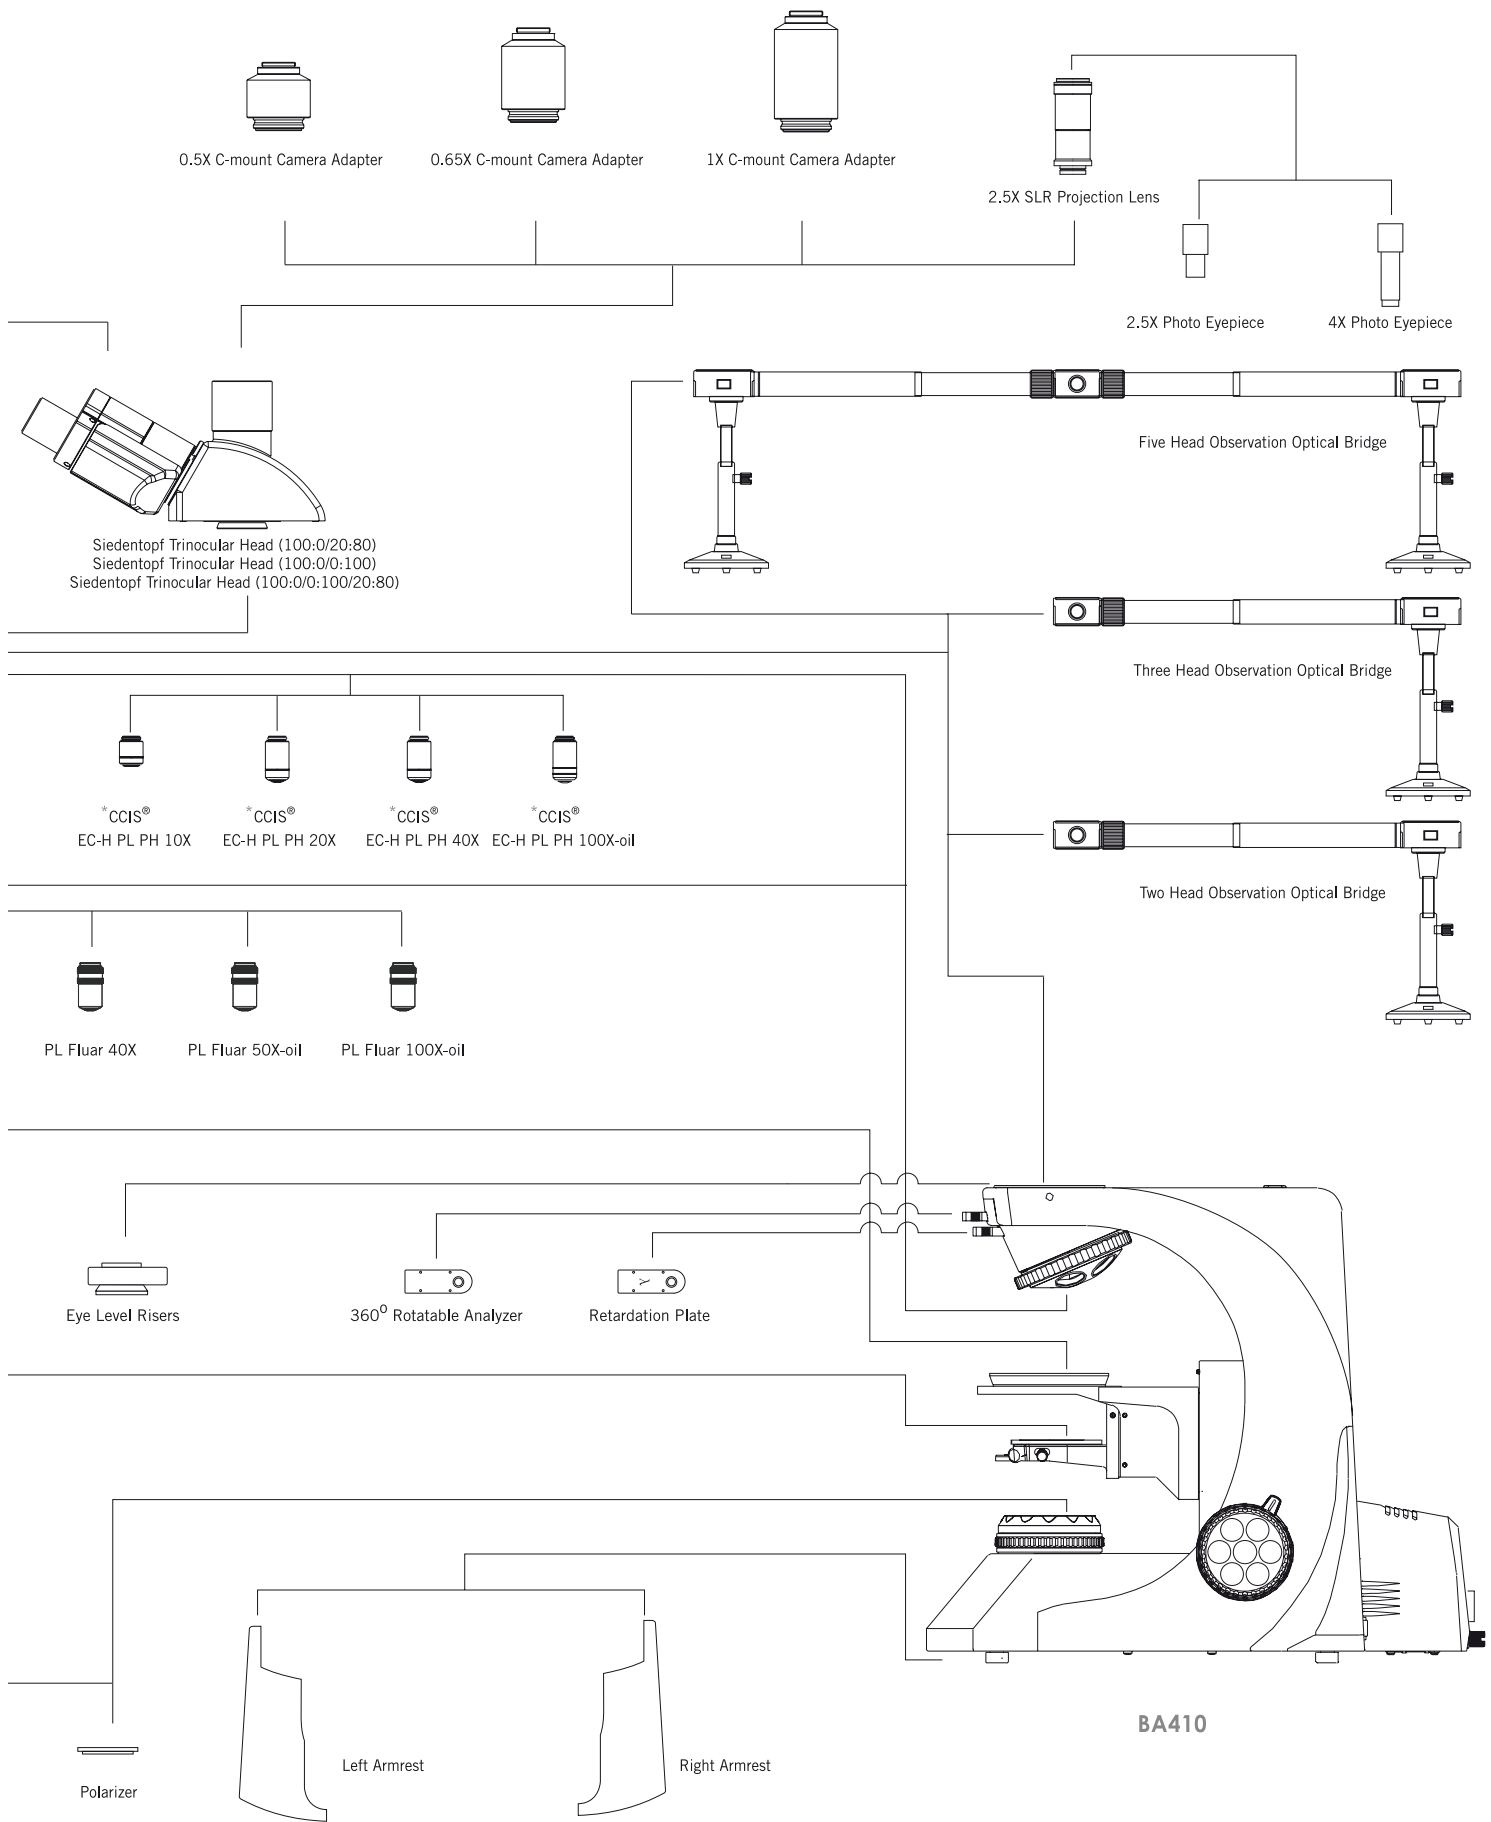 0.5X C-mount Camera Adapter
0.65X C-mount Camera Adapter
1X C-mount Camera Adapter
2.5X SLR Projection Lens
2.5X Photo Eyepiece
4X Photo Eyepiece
Five Head Observation Optical Bridge
Siedentopf Trinocular Head (100:0/20:80)
Siedentopf Trinocular Head (100:0/0:100)
Siedentopf Trinocular Head (100:0/0:100/20:80)
Three Head Observation Optical Bridge
*CCIS®
EC-H PL PH 10X
*CCIS®
EC-H PL PH 20X
*CCIS®
EC-H PL PH 40X
*CCIS®
EC-H PL PH 100X-oil
Two Head Observation Optical Bridge
PL Fluar 40X
PL Fluar 50X-oil
PL Fluar 100X-oil
Eye Level Risers
360⁰ Rotatable Analyzer
λ
Retardation Plate
BA410
Left Armrest
Right Armrest
Polarizer